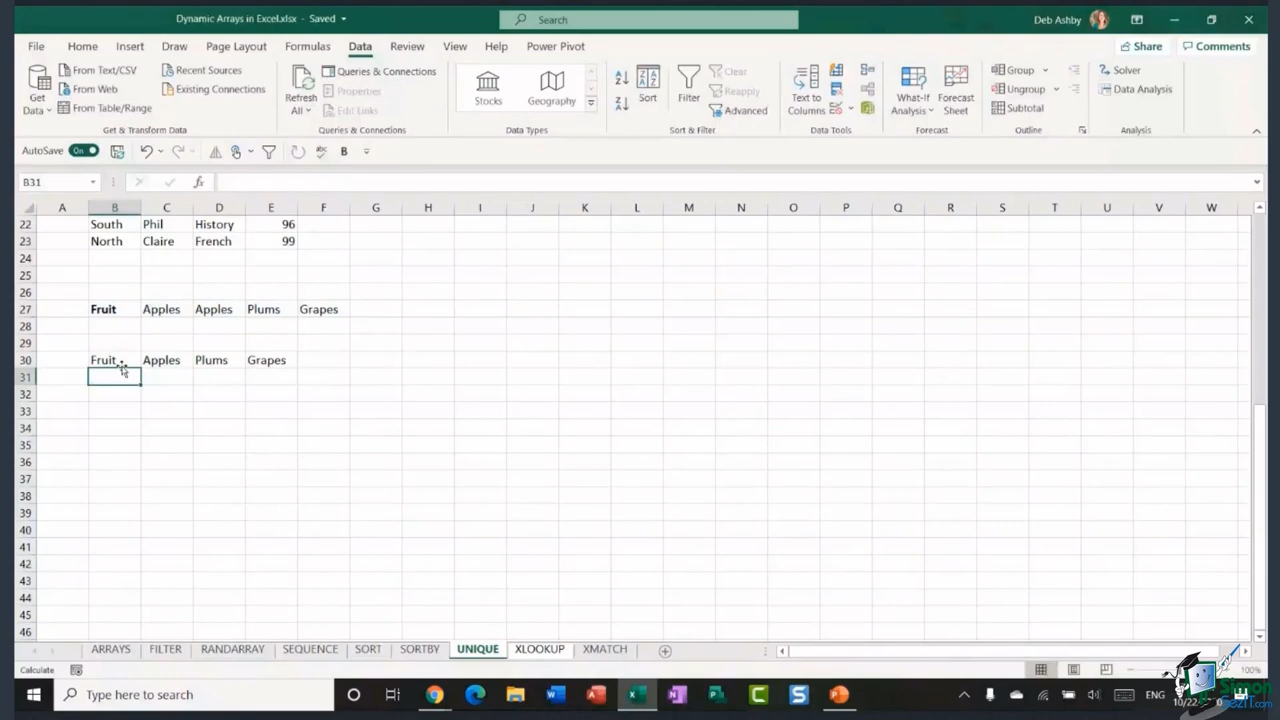 Dynamic Arrays in Excel.xlsx - Saved
Search
Deb Ashby
File Home Insert Draw Page Layout Formulas Data Review View Help Power Pivot
Share Comments
Get Data
From Text/CSV
From Web
From Table/Range
Recent Sources
Existing Connections
Get & Transform Data
Refresh All
Queries & Connections
Properties
Edit Links
Queries & Connections
Stocks Geography
Data Types
Sort
Filter
Clear
Reapply
Advanced
Sort & Filter
Text to Columns
Data Tools
What-If Analysis
Forecast Sheet
Forecast
Group
Ungroup
Subtotal
Outline
Solver
Data Analysis
Analysis
AutoSave On B
B31 fx
A B C D E F G H I J K L M N O P Q R S T U V W
22 South Phil History 96
23 North Claire French 99
24
25
26
27 Fruit Apples Apples Plums Grapes
28
29
30 Fruit Apples Plums Grapes
31
32
33
34
35
36
37
38
39
40
41
42
43
44
45
46
ARRAYS FILTER RANDARRAY SEQUENCE SORT SORTBY UNIQUE XLOOKUP XMATCH
Calculate 100%
Type here to search
ENG
10/22
Simon
SezIT.com